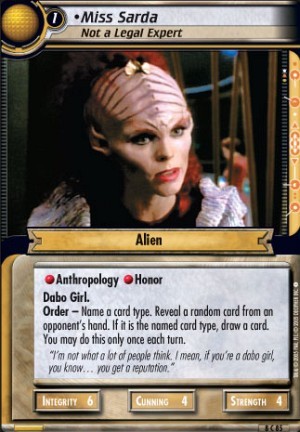 1
•Miss Sarda
Not a Legal Expert
Alien
Anthropology Honor
Dabo Girl.
Order – Name a card type. Reveal a random card from an
opponent's hand. If it is the named card type, draw a card.
You may do this only once each turn.
"I'm not what a lot of people think. I mean, if you're a dabo girl,
you know… you get a reputation."
INTEGRITY 6
CUNNING 4
STRENGTH 4